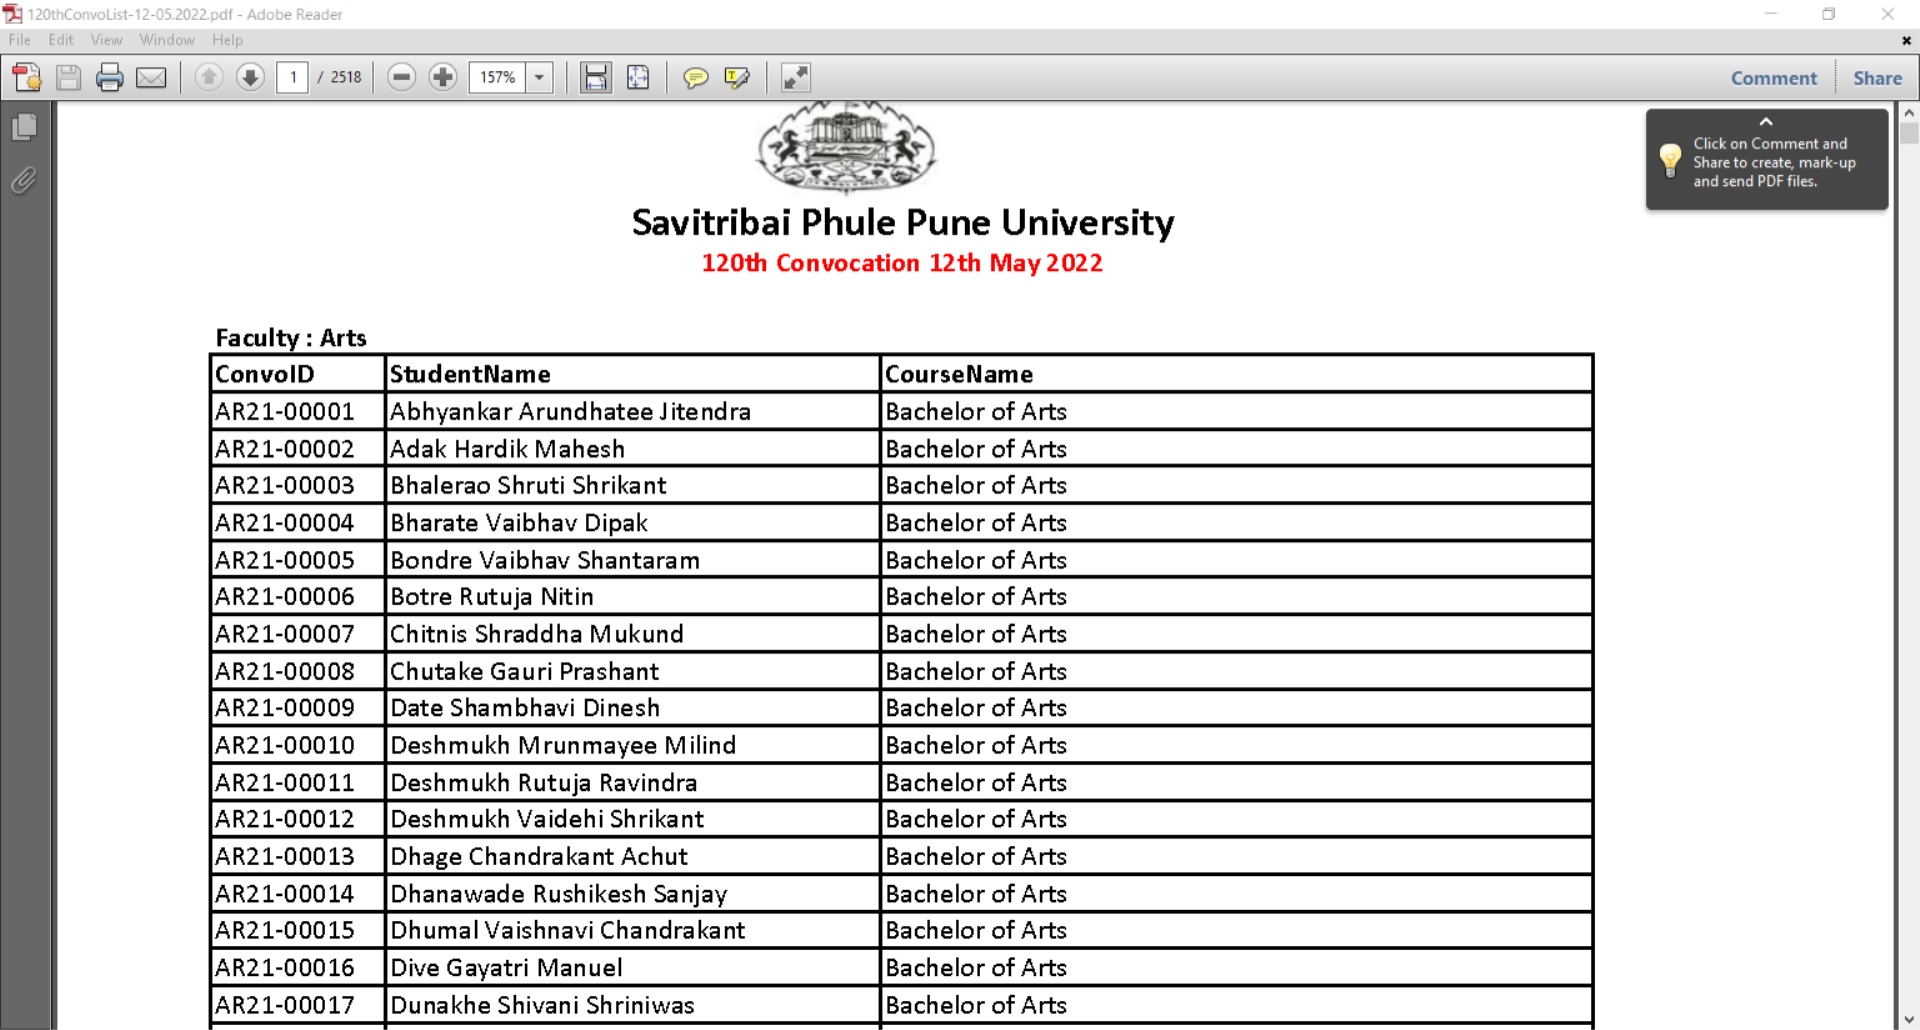 120thConvoList-12-05.2022.pdf - Adobe Reader
File Edit View Window Help
1 / 2518 157% Comment Share
Click on Comment and
Share to create, mark-up
and send PDF files.
Savitribai Phule Pune University
120th Convocation 12th May 2022
Faculty : Arts
ConvoID StudentName CourseName
AR21-00001 Abhyankar Arundhatee Jitendra Bachelor of Arts
AR21-00002 Adak Hardik Mahesh Bachelor of Arts
AR21-00003 Bhalerao Shruti Shrikant Bachelor of Arts
AR21-00004 Bharate Vaibhav Dipak Bachelor of Arts
AR21-00005 Bondre Vaibhav Shantaram Bachelor of Arts
AR21-00006 Botre Rutuja Nitin Bachelor of Arts
AR21-00007 Chitnis Shraddha Mukund Bachelor of Arts
AR21-00008 Chutake Gauri Prashant Bachelor of Arts
AR21-00009 Date Shambhavi Dinesh Bachelor of Arts
AR21-00010 Deshmukh Mrunmayee Milind Bachelor of Arts
AR21-00011 Deshmukh Rutuja Ravindra Bachelor of Arts
AR21-00012 Deshmukh Vaidehi Shrikant Bachelor of Arts
AR21-00013 Dhage Chandrakant Achut Bachelor of Arts
AR21-00014 Dhanawade Rushikesh Sanjay Bachelor of Arts
AR21-00015 Dhumal Vaishnavi Chandrakant Bachelor of Arts
AR21-00016 Dive Gayatri Manuel Bachelor of Arts
AR21-00017 Dunakhe Shivani Shriniwas Bachelor of Arts